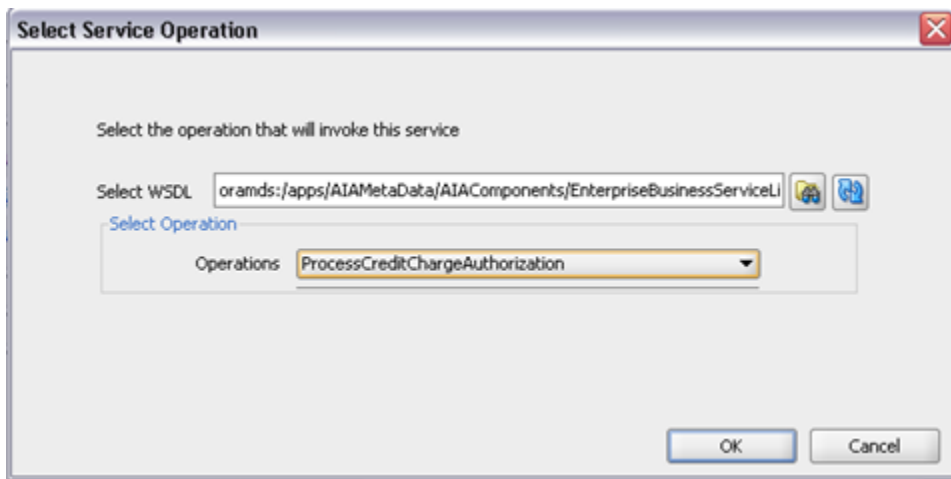 Select Service Operation
Select the operation that will invoke this service
Select WSDL oramds:/apps/AIAMetaData/AIAComponents/EnterpriseBusinessServiceLi
Select Operation
Operations ProcessCreditChargeAuthorization
OK Cancel